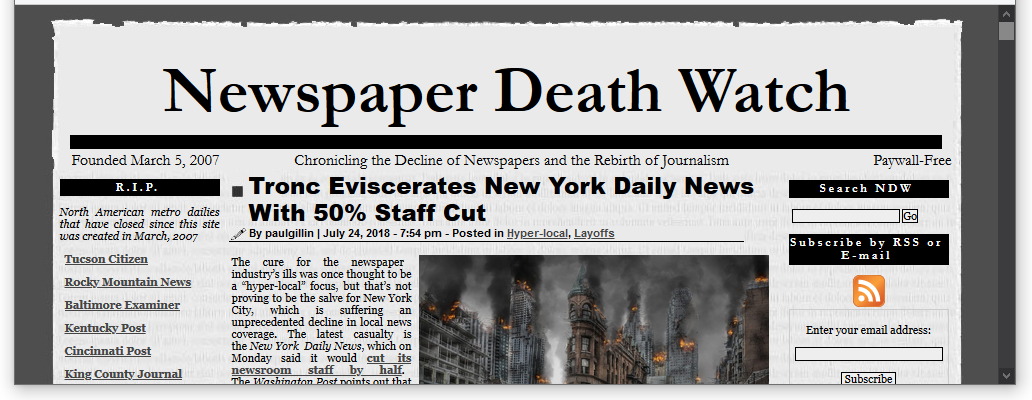 Newspaper Death Watch
Founded March 5, 2007
Chronicling the Decline of Newspapers and the Rebirth of Journalism
Paywall-Free
R.I.P.
North American metro dailies
that have closed since this site
was created in March, 2007
Tucson Citizen
Rocky Mountain News
Baltimore Examiner
Kentucky Post
Cincinnati Post
King County Journal
Tronc Eviscerates New York Daily News
With 50% Staff Cut
By paulgillin | July 24, 2018 - 7:54 pm - Posted in Hyper-local, Layoffs
The cure for the newspaper
industry's ills was once thought to be
a “hyper-local” focus, but that's not
proving to be the salve for New York
City, which is suffering an
unprecedented decline in local news
coverage. The latest casualty is
the New York Daily News, which on
Monday said it would cut its
newsroom staff by half.
The Washington Post points out that
Search NDW
Go
Subscribe by RSS or
E-mail
Enter your email address:
Subscribe